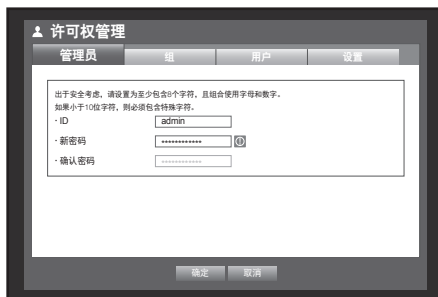 许可权管理
管理员 组 用户 设置
出于安全考虑，请设置为至少包含8个字符，且组合使用字母和数字。
如果小于10位字符，则必须包含特殊字符。
· ID admin
· 新密码 ************
· 确认密码 ************
确定 取消